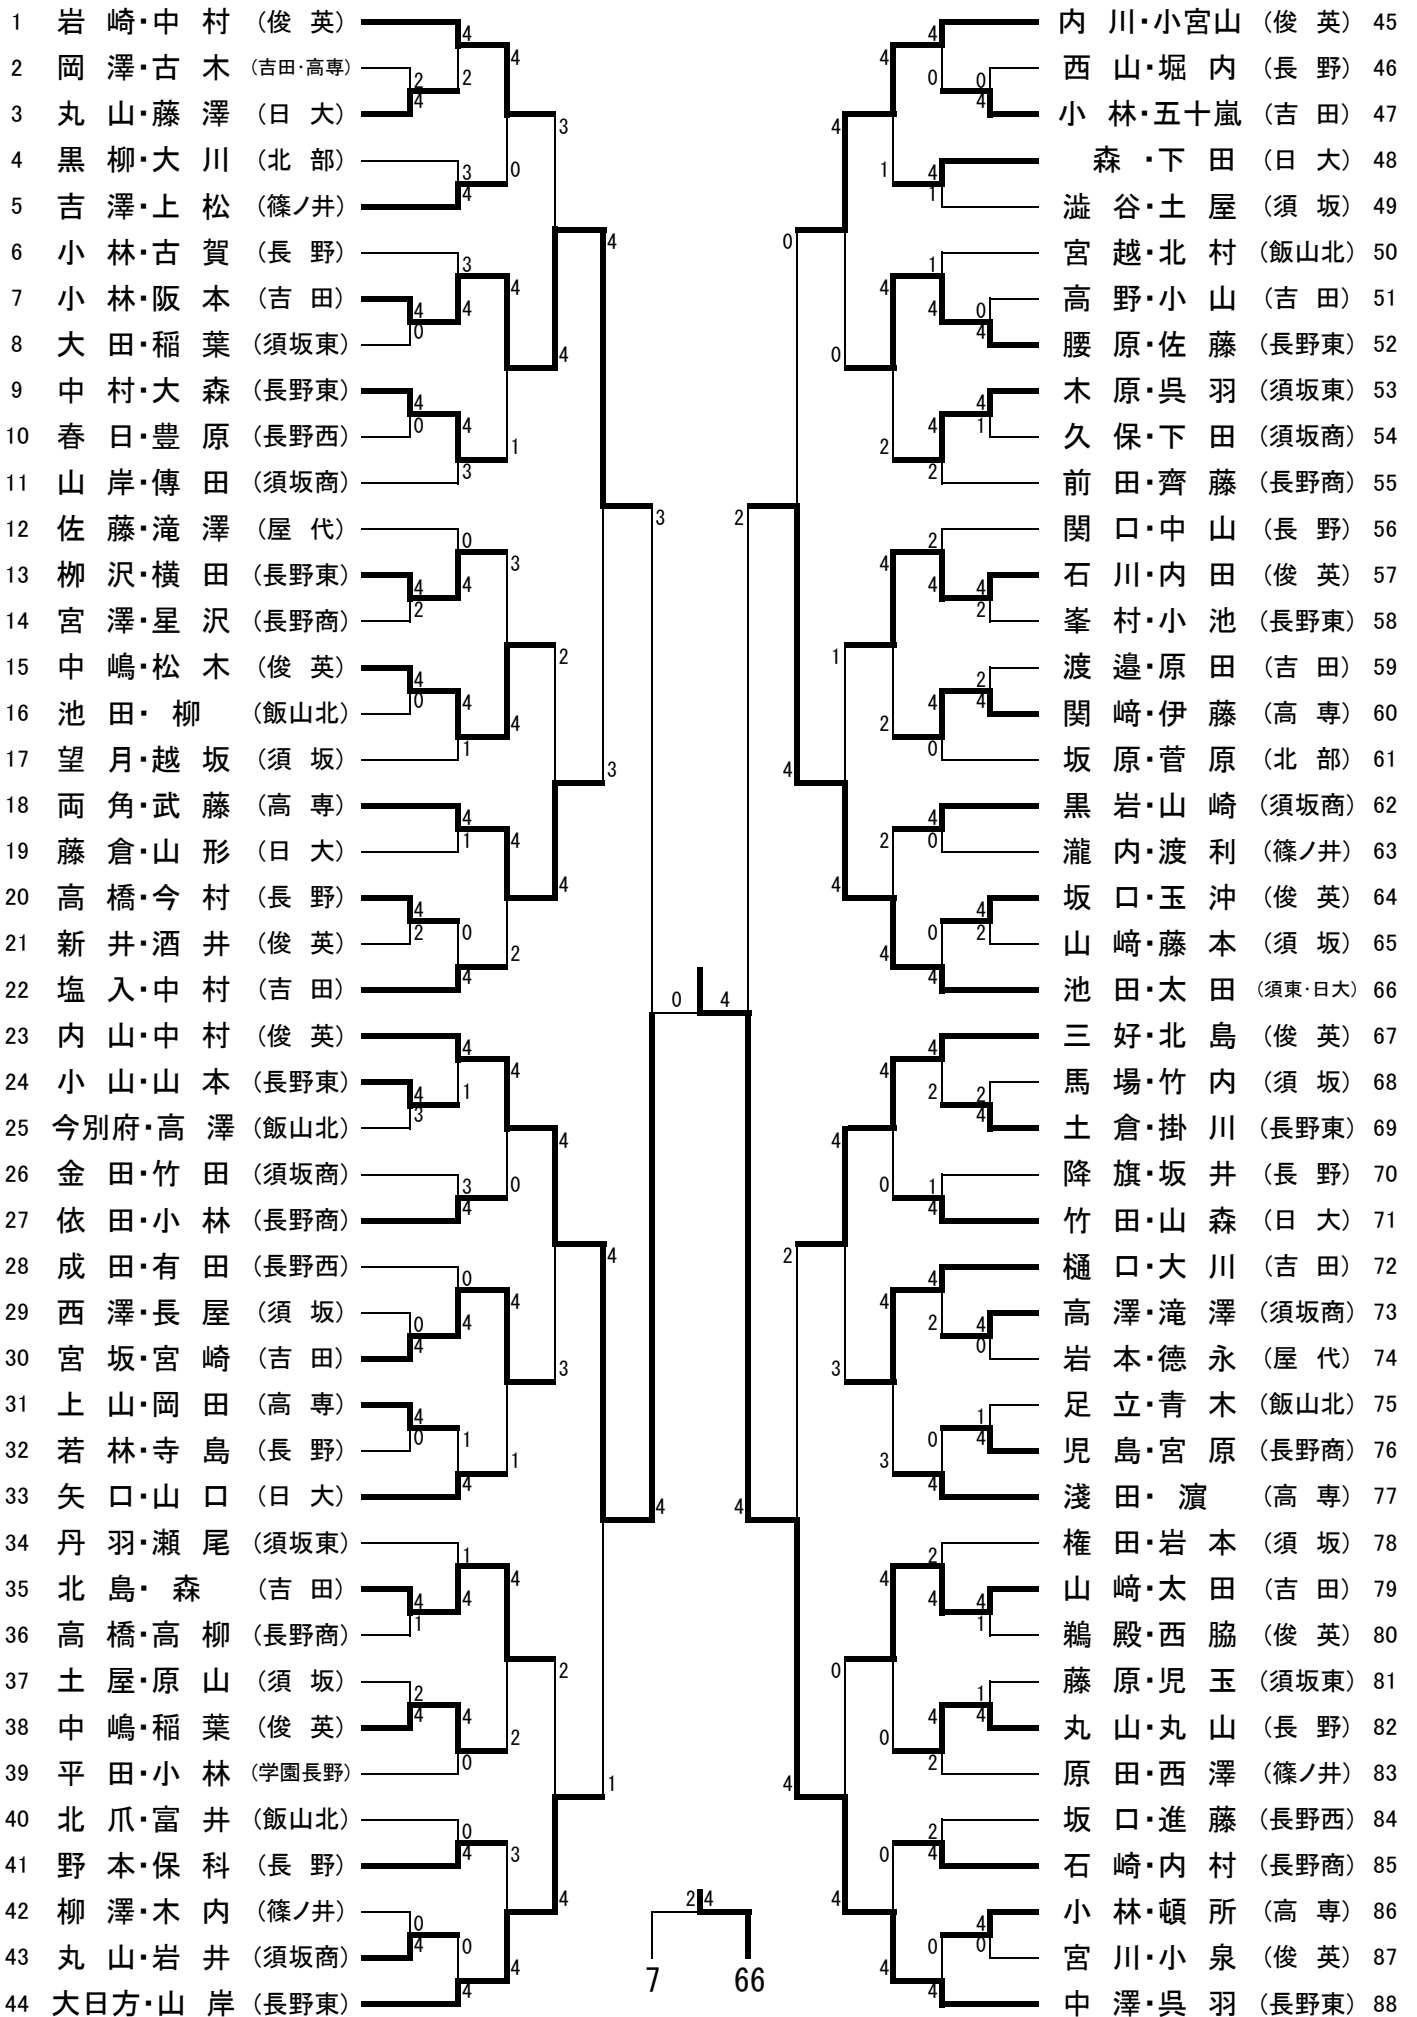 1 岩 崎・中 村 (俊 英)
2 岡 澤・古 木 (吉田・高専)
3 丸 山・藤 澤 (日 大)
4 黒 柳・大 川 (北 部)
5 吉 澤・上 松 (篠ノ井)
6 小 林・古 賀 (長 野)
7 小 林・阪 本 (吉 田)
8 大 田・稲 葉 (須坂東)
9 中 村・大 森 (長野東)
10 春 日・豊 原 (長野西)
11 山 岸・傳 田 (須坂商)
12 佐 藤・滝 澤 (屋 代)
13 栁 沢・横 田 (長野東)
14 宮 澤・星 沢 (長野商)
15 中 嶋・松 木 (俊 英)
16 池 田・ 柳 (飯山北)
17 望 月・越 坂 (須 坂)
18 両 角・武 藤 (高 専)
19 藤 倉・山 形 (日 大)
20 高 橋・今 村 (長 野)
21 新 井・酒 井 (俊 英)
22 塩 入・中 村 (吉 田)
23 内 山・中 村 (俊 英)
24 小 山・山 本 (長野東)
25 今別府・高 澤 (飯山北)
26 金 田・竹 田 (須坂商)
27 依 田・小 林 (長野商)
28 成 田・有 田 (長野西)
29 西 澤・長 屋 (須 坂)
30 宮 坂・宮 崎 (吉 田)
31 上 山・岡 田 (高 専)
32 若 林・寺 島 (長 野)
33 矢 口・山 口 (日 大)
34 丹 羽・瀬 尾 (須坂東)
35 北 島・ 森 (吉 田)
36 高 橋・高 柳 (長野商)
37 土 屋・原 山 (須 坂)
38 中 嶋・稲 葉 (俊 英)
39 平 田・小 林 (学園長野)
40 北 爪・富 井 (飯山北)
41 野 本・保 科 (長 野)
42 柳 澤・木 内 (篠ノ井)
43 丸 山・岩 井 (須坂商)
44 大日方・山 岸 (長野東)
内 川・小宮山 (俊 英) 45
西 山・堀 内 (長 野) 46
小 林・五十嵐 (吉 田) 47
森 ・下 田 (日 大) 48
澁 谷・土 屋 (須 坂) 49
宮 越・北 村 (飯山北) 50
高 野・小 山 (吉 田) 51
腰 原・佐 藤 (長野東) 52
木 原・呉 羽 (須坂東) 53
久 保・下 田 (須坂商) 54
前 田・齊 藤 (長野商) 55
関 口・中 山 (長 野) 56
石 川・内 田 (俊 英) 57
峯 村・小 池 (長野東) 58
渡 邉・原 田 (吉 田) 59
関 﨑・伊 藤 (高 専) 60
坂 原・菅 原 (北 部) 61
黒 岩・山 崎 (須坂商) 62
瀧 内・渡 利 (篠ノ井) 63
坂 口・玉 沖 (俊 英) 64
山 﨑・藤 本 (須 坂) 65
池 田・太 田 (須東・日大) 66
三 好・北 島 (俊 英) 67
馬 場・竹 内 (須 坂) 68
土 倉・掛 川 (長野東) 69
降 旗・坂 井 (長 野) 70
竹 田・山 森 (日 大) 71
樋 口・大 川 (吉 田) 72
高 澤・滝 澤 (須坂商) 73
岩 本・德 永 (屋 代) 74
足 立・青 木 (飯山北) 75
児 島・宮 原 (長野商) 76
淺 田・ 濵 (高 専) 77
権 田・岩 本 (須 坂) 78
山 﨑・太 田 (吉 田) 79
鵜 殿・西 脇 (俊 英) 80
藤 原・児 玉 (須坂東) 81
丸 山・丸 山 (長 野) 82
原 田・西 澤 (篠ノ井) 83
坂 口・進 藤 (長野西) 84
石 崎・内 村 (長野商) 85
小 林・頓 所 (高 専) 86
宮 川・小 泉 (俊 英) 87
中 澤・呉 羽 (長野東) 88
0 4
2 4
7 66